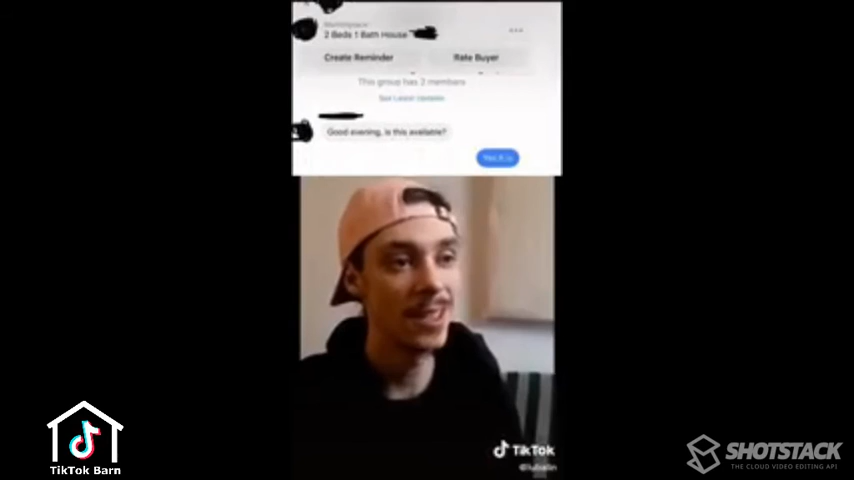 Marketplace
2 Beds 1 Bath House
Create Reminder
Rate Buyer
This group has 2 members
See Latest Updates
Good evening, is this available?
Yes it is
TikTok
TikTok Barn
SHOTSTACK
THE CLOUD VIDEO EDITING API